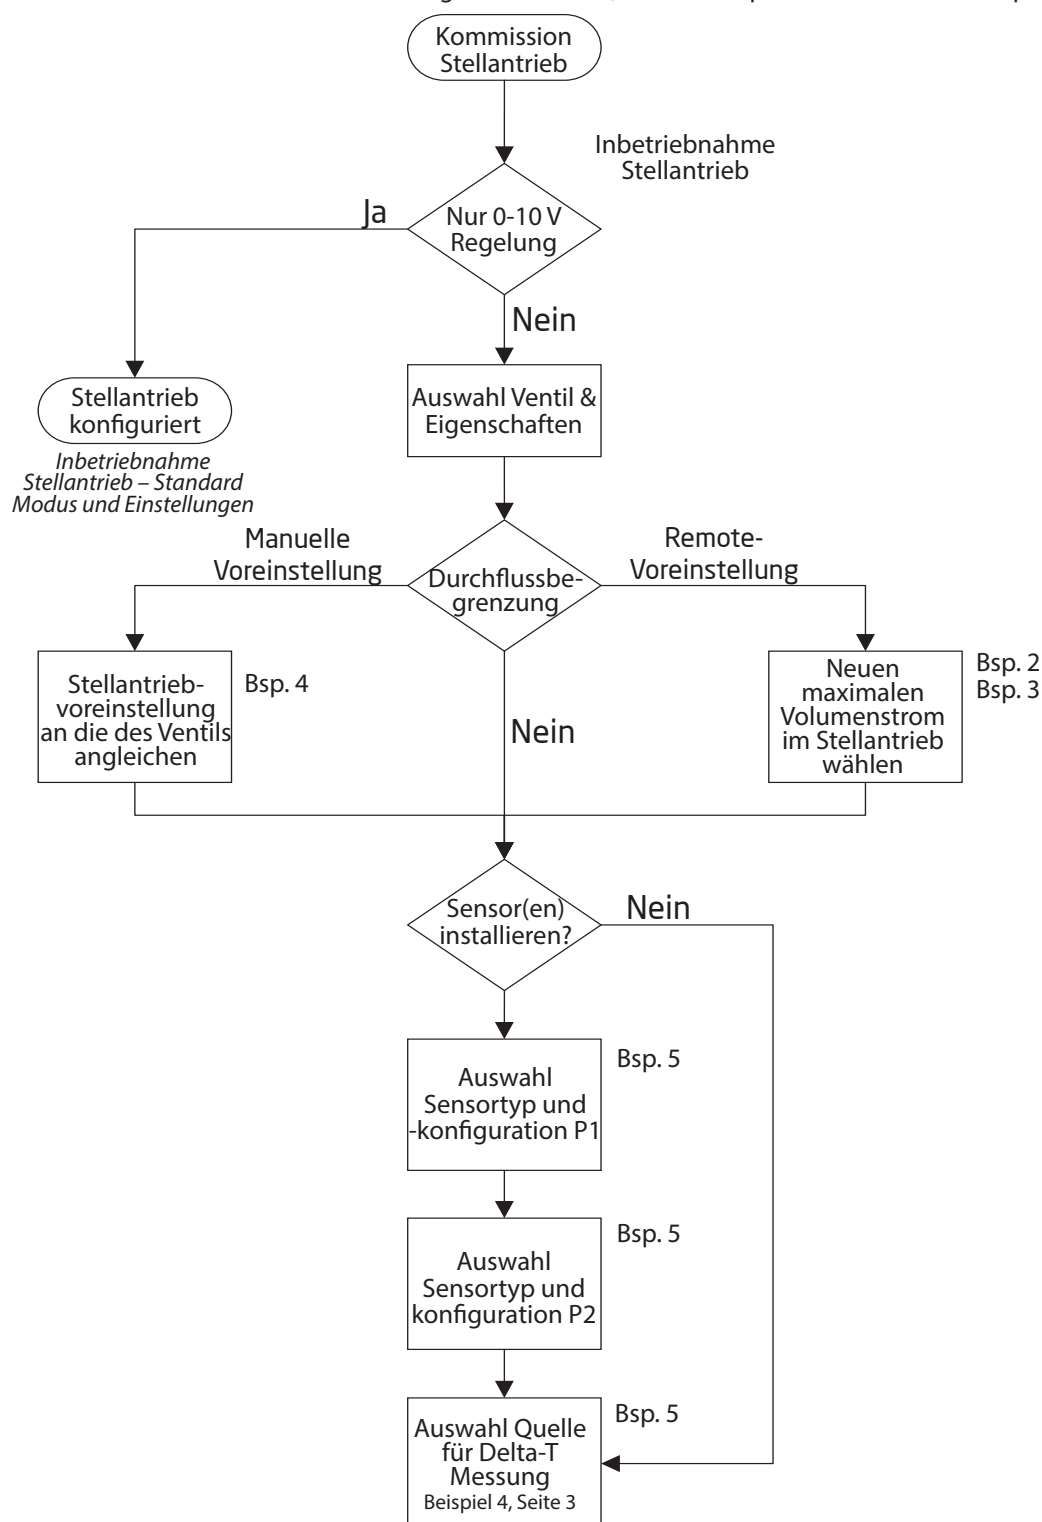 Kommission
Stellantrieb
Inbetriebnahme
Stellantrieb
Ja
Nur 0-10 V
Regelung
Nein
Stellantrieb
konfiguriert
Inbetriebnahme
Stellantrieb – Standard
Modus und Einstellungen
Auswahl Ventil &
Eigenschaften
Manuelle
Voreinstellung
Durchflussbe-
grenzung
Remote-
Voreinstellung
Stellantrieb-
voreinstellung
an die des Ventils
angleichen
Bsp. 4
Nein
Neuen
maximalen
Volumenstrom
im Stellantrieb
wählen
Bsp. 2
Bsp. 3
Sensor(en)
installieren?
Nein
Auswahl
Sensortyp und
-konfiguration P1
Bsp. 5
Auswahl
Sensortyp und
konfiguration P2
Bsp. 5
Auswahl Quelle
für Delta-T
Messung
Beispiel 4, Seite 3
Bsp. 5